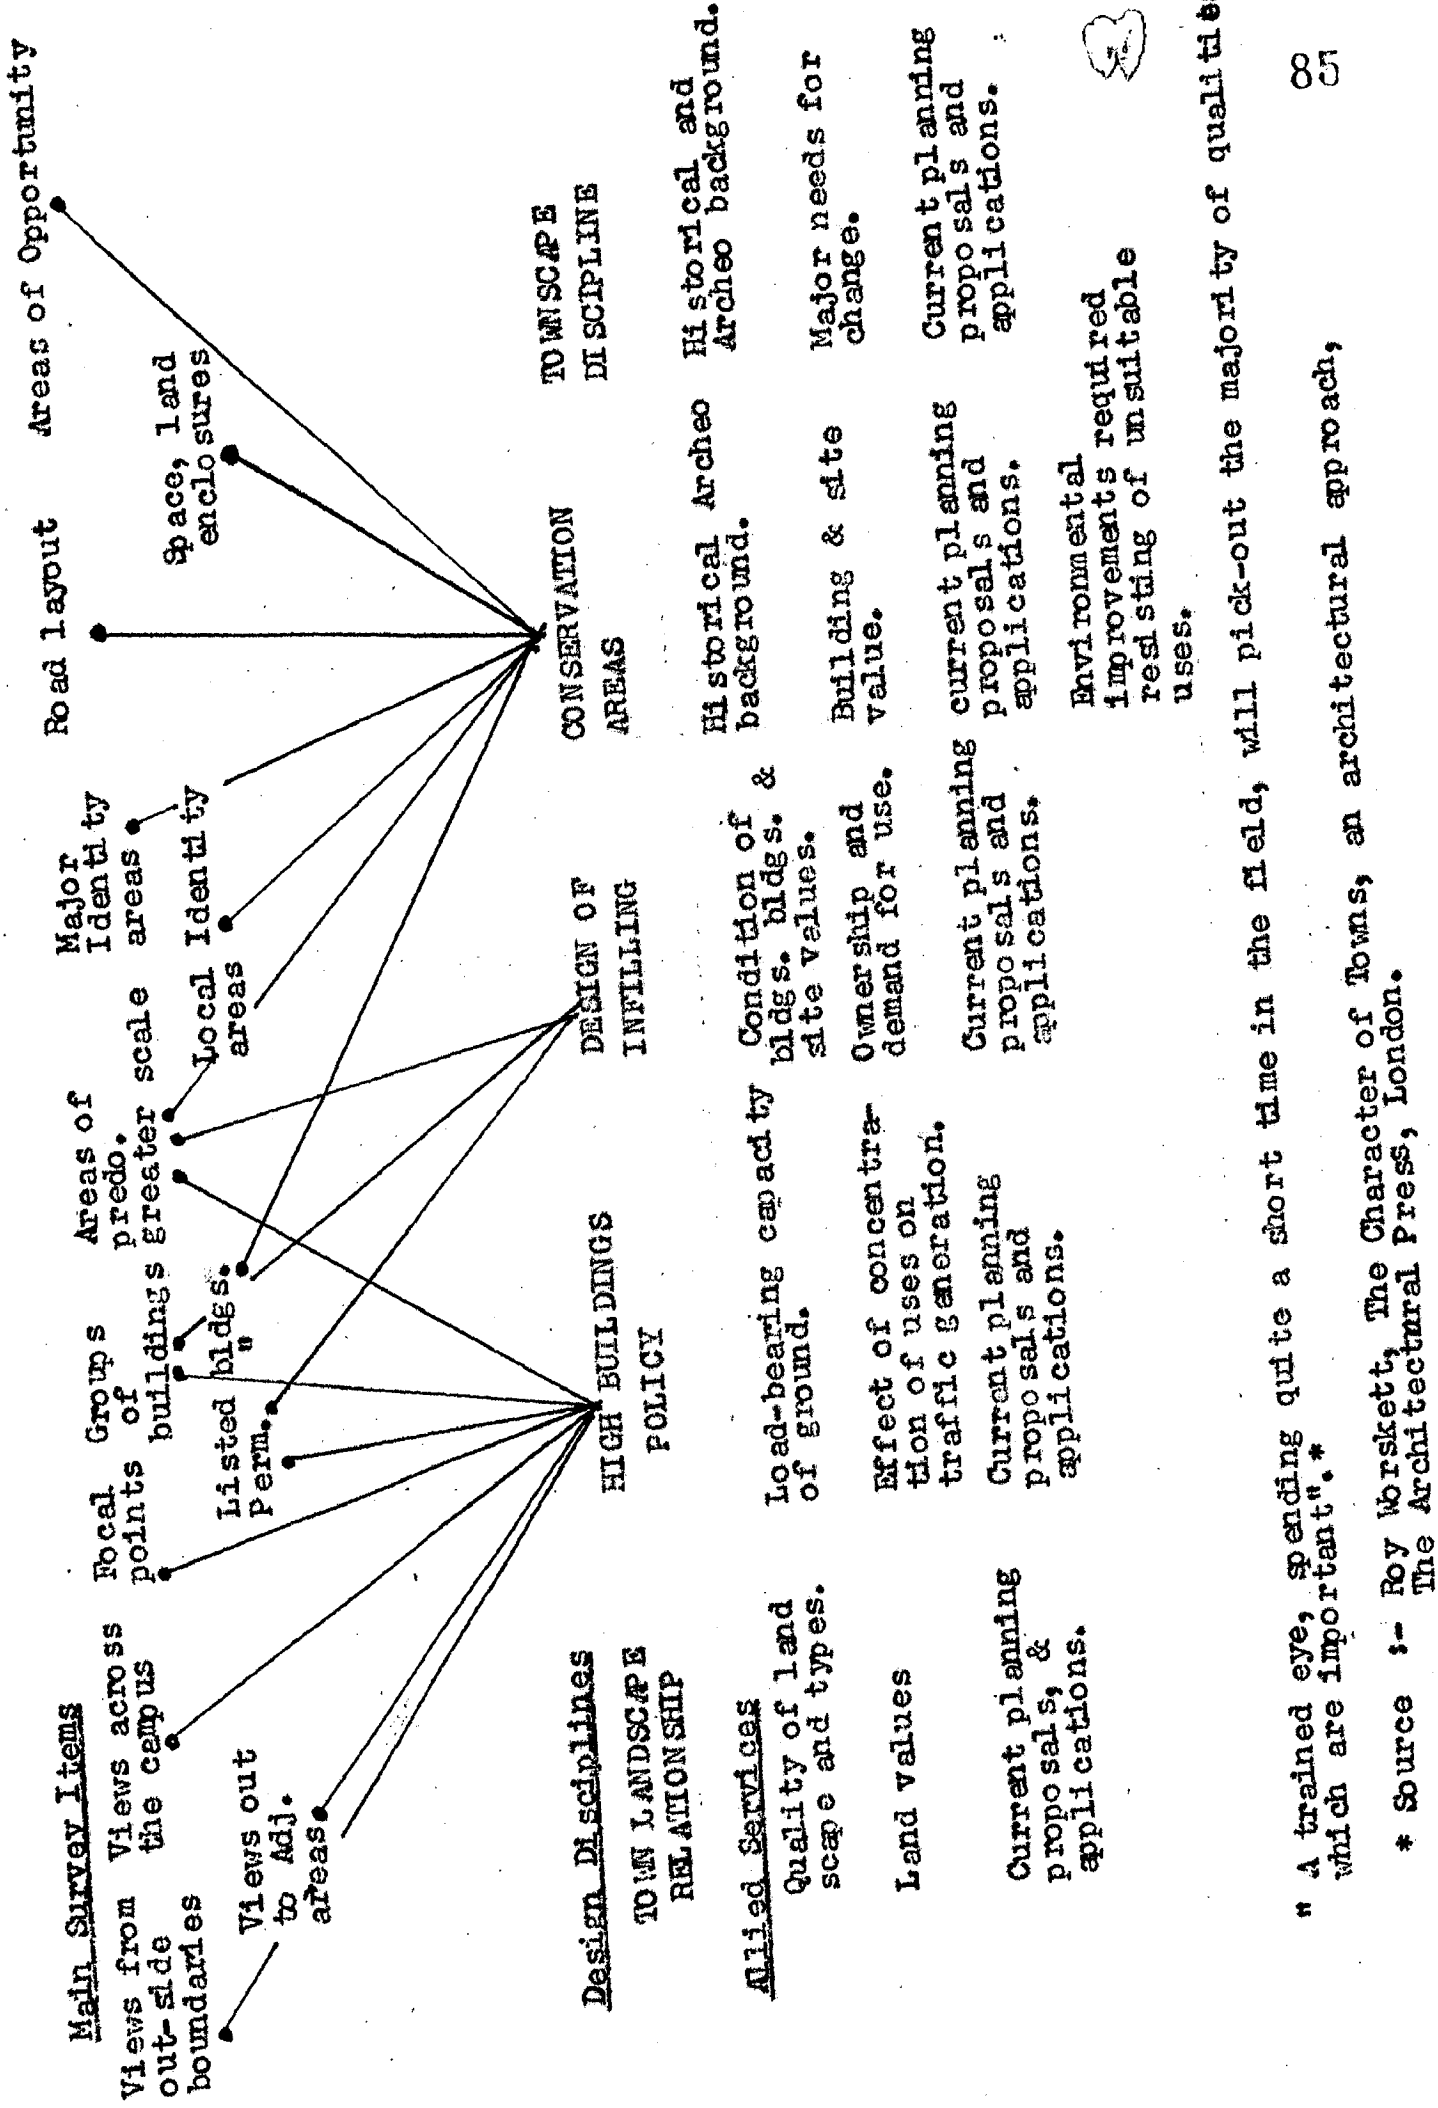 Main Survey Items
Views from
out-side
boundaries
Views across
the campus
Focal
points
Groups
of
buildings
Areas of
predo.
greater scale
Major
Identity
areas
Road layout
Areas of Opportunity
Views out
to Adj.
areas
Listed bldgs.
Perm. "
Local Identity
areas
Space, land
enclosures
Design Disciplines
TOWN LANDSCAPE
RELATIONSHIP
HIGH BUILDINGS
POLICY
DESIGN OF
INFILLING
CONSERVATION
AREAS
TOWNSCAPE
DISCIPLINE
Allied Services
Quality of land
scape and types.
Land values
Current planning
proposals, &
applications.
Load-bearing capacity
of ground.
Effect of concentra-
tion of uses on
traffic generation.
Current planning
proposals and
applications.
Condition of
bldgs. bldgs. &
site values.
Ownership and
demand for use.
Current planning
proposals and
applications.
Historical Archeo
background.
Building & site
value.
current planning
proposals and
applications.
Environmental
improvements required
resisting of unsuitable
uses.
Historical and
Archeo background.
Major needs for
change.
Current planning
proposals and
applications.
" A trained eye, spending quite a short time in the field, will pick-out the majority of qualities
which are important".*
* Source :- Roy Worskett, The Character of Towns, an architectural approach,
The Architectural Press, London.
85